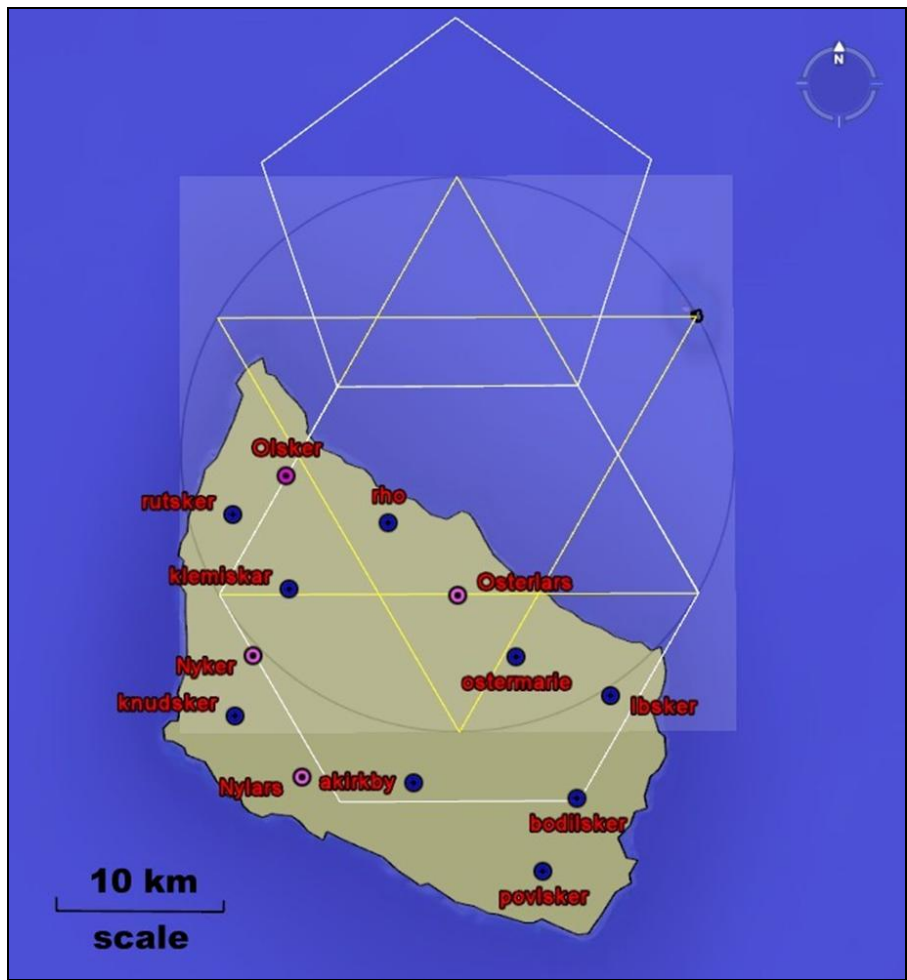 N
Olsker
rho
rutsker
klemiskar
Osterlars
Nyker
ostermarie
knudsker
Ibsker
Nylars
akirkby
bodilsker
povlsker
10 km
scale